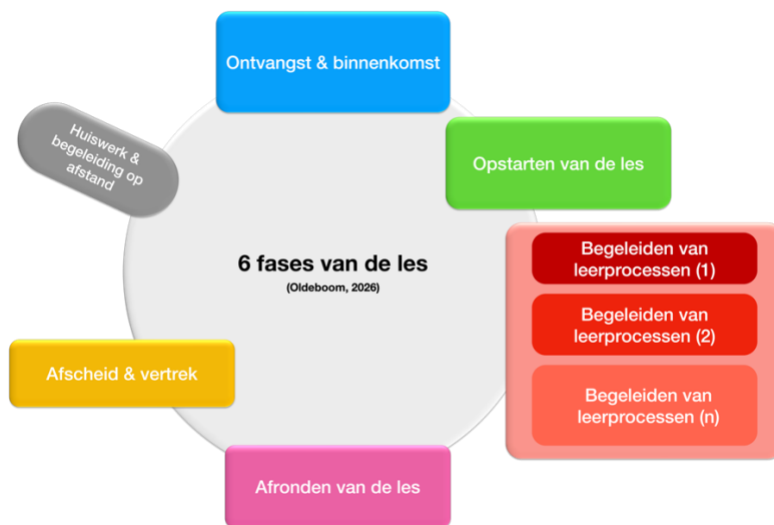 Ontvangst & binnenkomst
Opstarten van de les
Begeleiden van
leerprocessen (1)
Begeleiden van
leerprocessen (2)
Begeleiden van
leerprocessen (n)
Afronden van de les
Afscheid & vertrek
Huiswerk &
begeleiding op
afstand
6 fases van de les
(Oldeboom, 2026)